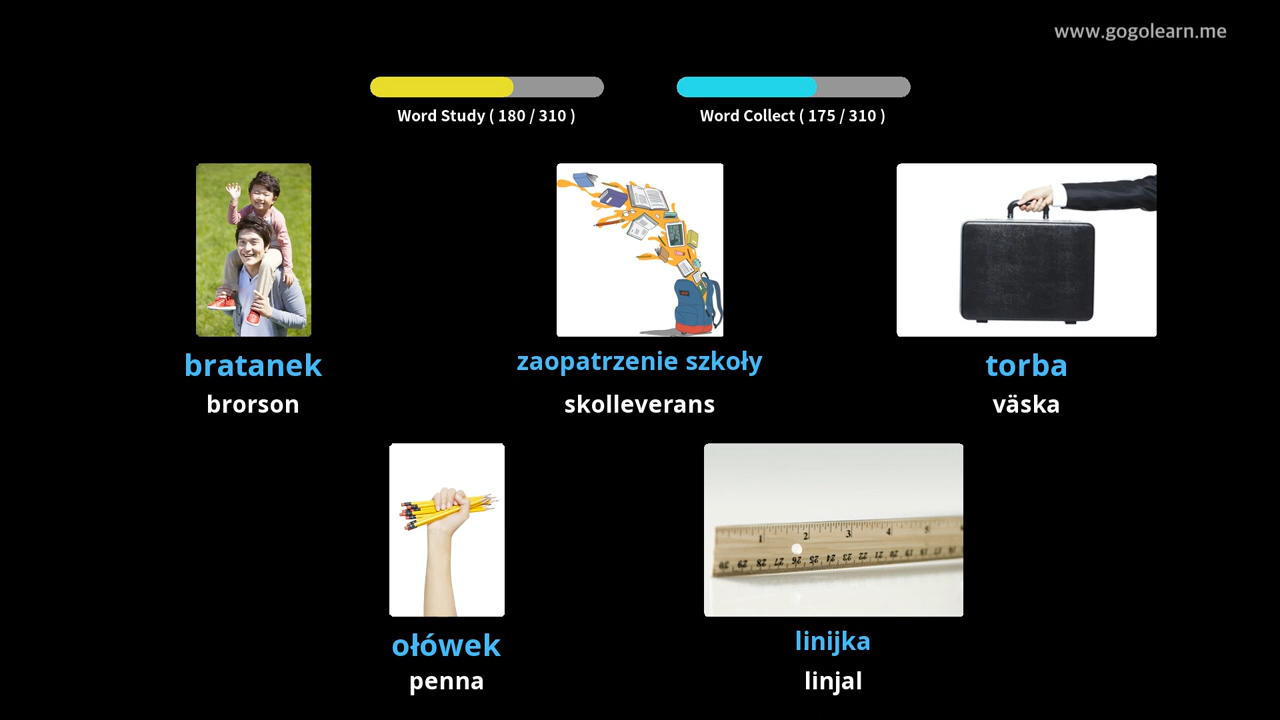 www.gogolearn.me
Word Study ( 180 / 310 )
Word Collect ( 175 / 310 )
bratanek
brorson
zaopatrzenie szkoły
skolleverans
torba
väska
ołówek
penna
linijka
linjal